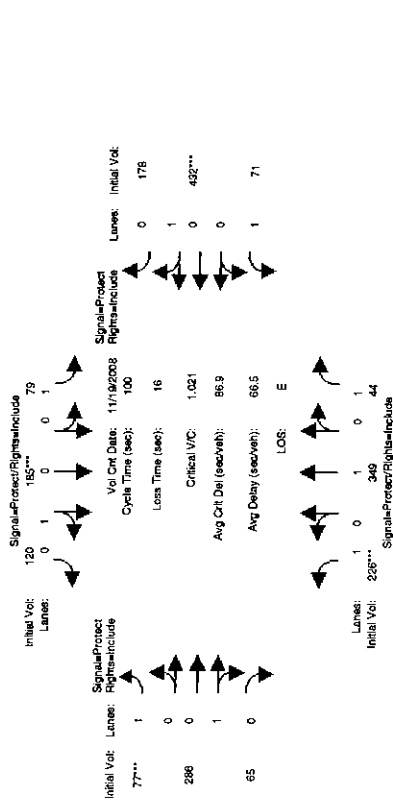 Signal=Protect/Rights=Include
Initial Vol: 120 185*** 79
Lanes: 0 1 0 0 1
Initial Vol: Lanes: Signal=Protect
Rights=Include
77*** 1
0
286 0
1
65 0
Vol Cnt Date: 11/19/2008
Cycle Time (sec): 100
Loss Time (sec): 16
Critical V/C: 1.021
Avg Crit Del (sec/veh): 86.9
Avg Delay (sec/veh): 66.5
LOS: E
Signal=Protect
Rights=Include Lanes: Initial Vol:
0 178
1
0 432***
0
1 71
Lanes: 1 0 1 0 1
Initial Vol: 226*** 349 44
Signal=Protect/Rights=Include